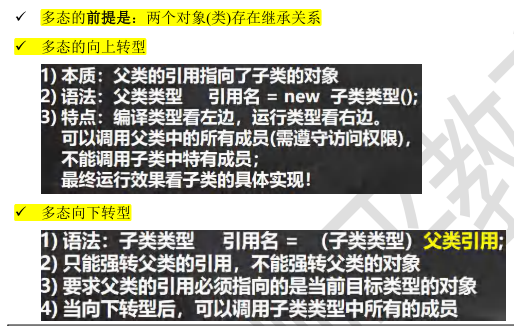 ✓ 多态的前提是：两个对象(类)存在继承关系
✓ 多态的向上转型
1) 本质：父类的引用指向了子类的对象
2) 语法：父类类型 引用名 = new 子类类型();
3) 特点：编译类型看左边，运行类型看右边。
可以调用父类中的所有成员(需遵守访问权限)，
不能调用子类中特有成员；
最终运行效果看子类的具体实现！
✓ 多态向下转型
1) 语法：子类类型 引用名 = （子类类型）父类引用;
2) 只能强转父类的引用，不能强转父类的对象
3) 要求父类的引用必须指向的是当前目标类型的对象
4) 当向下转型后，可以调用子类类型中所有的成员